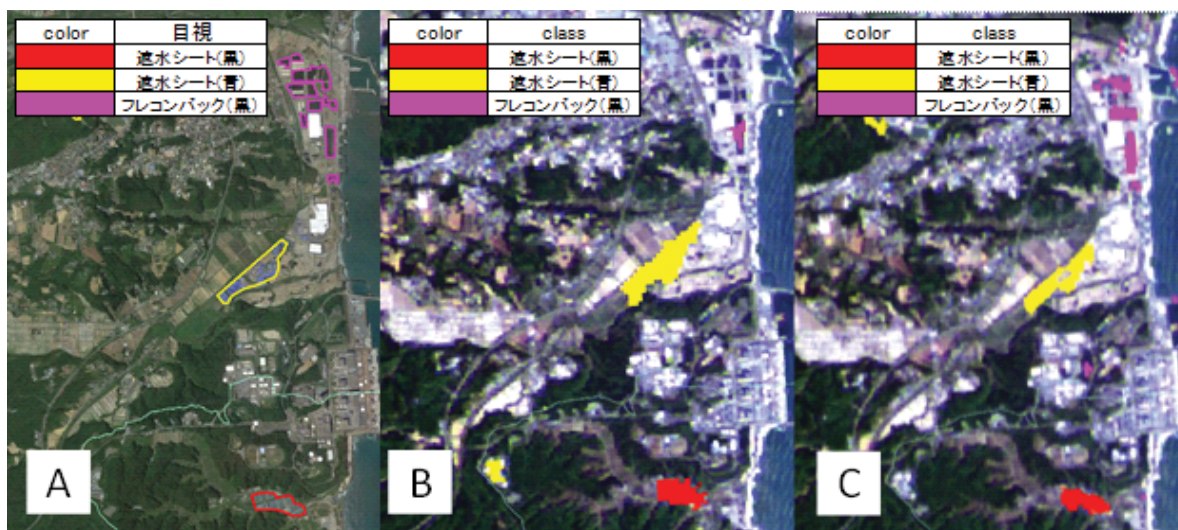 color 目視
遮水シート(黒)
遮水シート(青)
フレコンバック(黒)
A
color class
遮水シート(黒)
遮水シート(青)
フレコンバック(黒)
B
color class
遮水シート(黒)
遮水シート(青)
フレコンバック(黒)
C